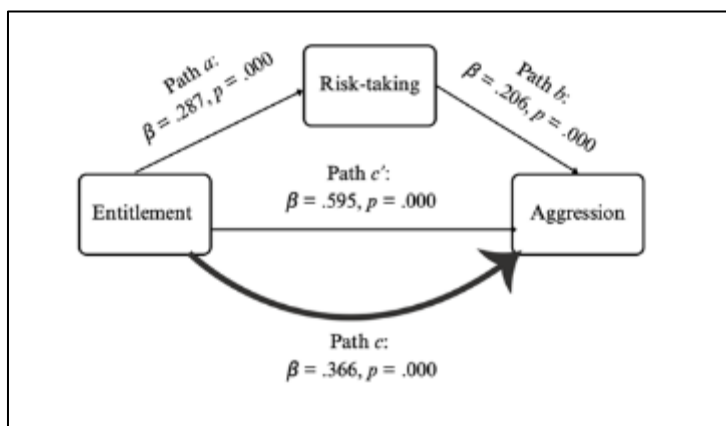 Path a:
β = .287, p = .000
Risk-taking
Path b:
β = .206, p = .000
Path c′:
β = .595, p = .000
Entitlement
Aggression
Path c:
β = .366, p = .000